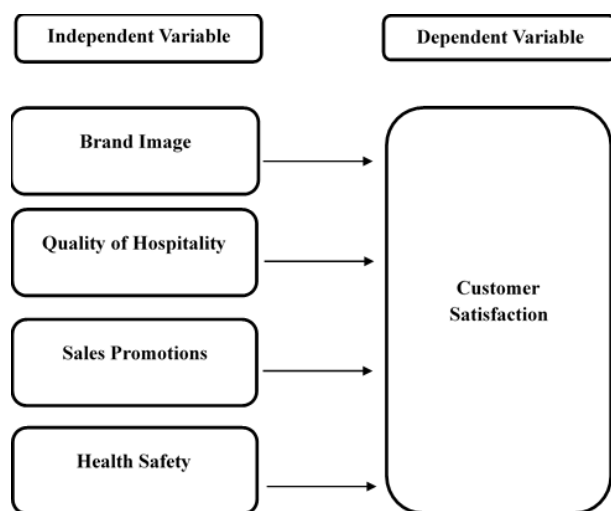 Independent Variable
Dependent Variable
Brand Image
Quality of Hospitality
Sales Promotions
Health Safety
Customer
Satisfaction